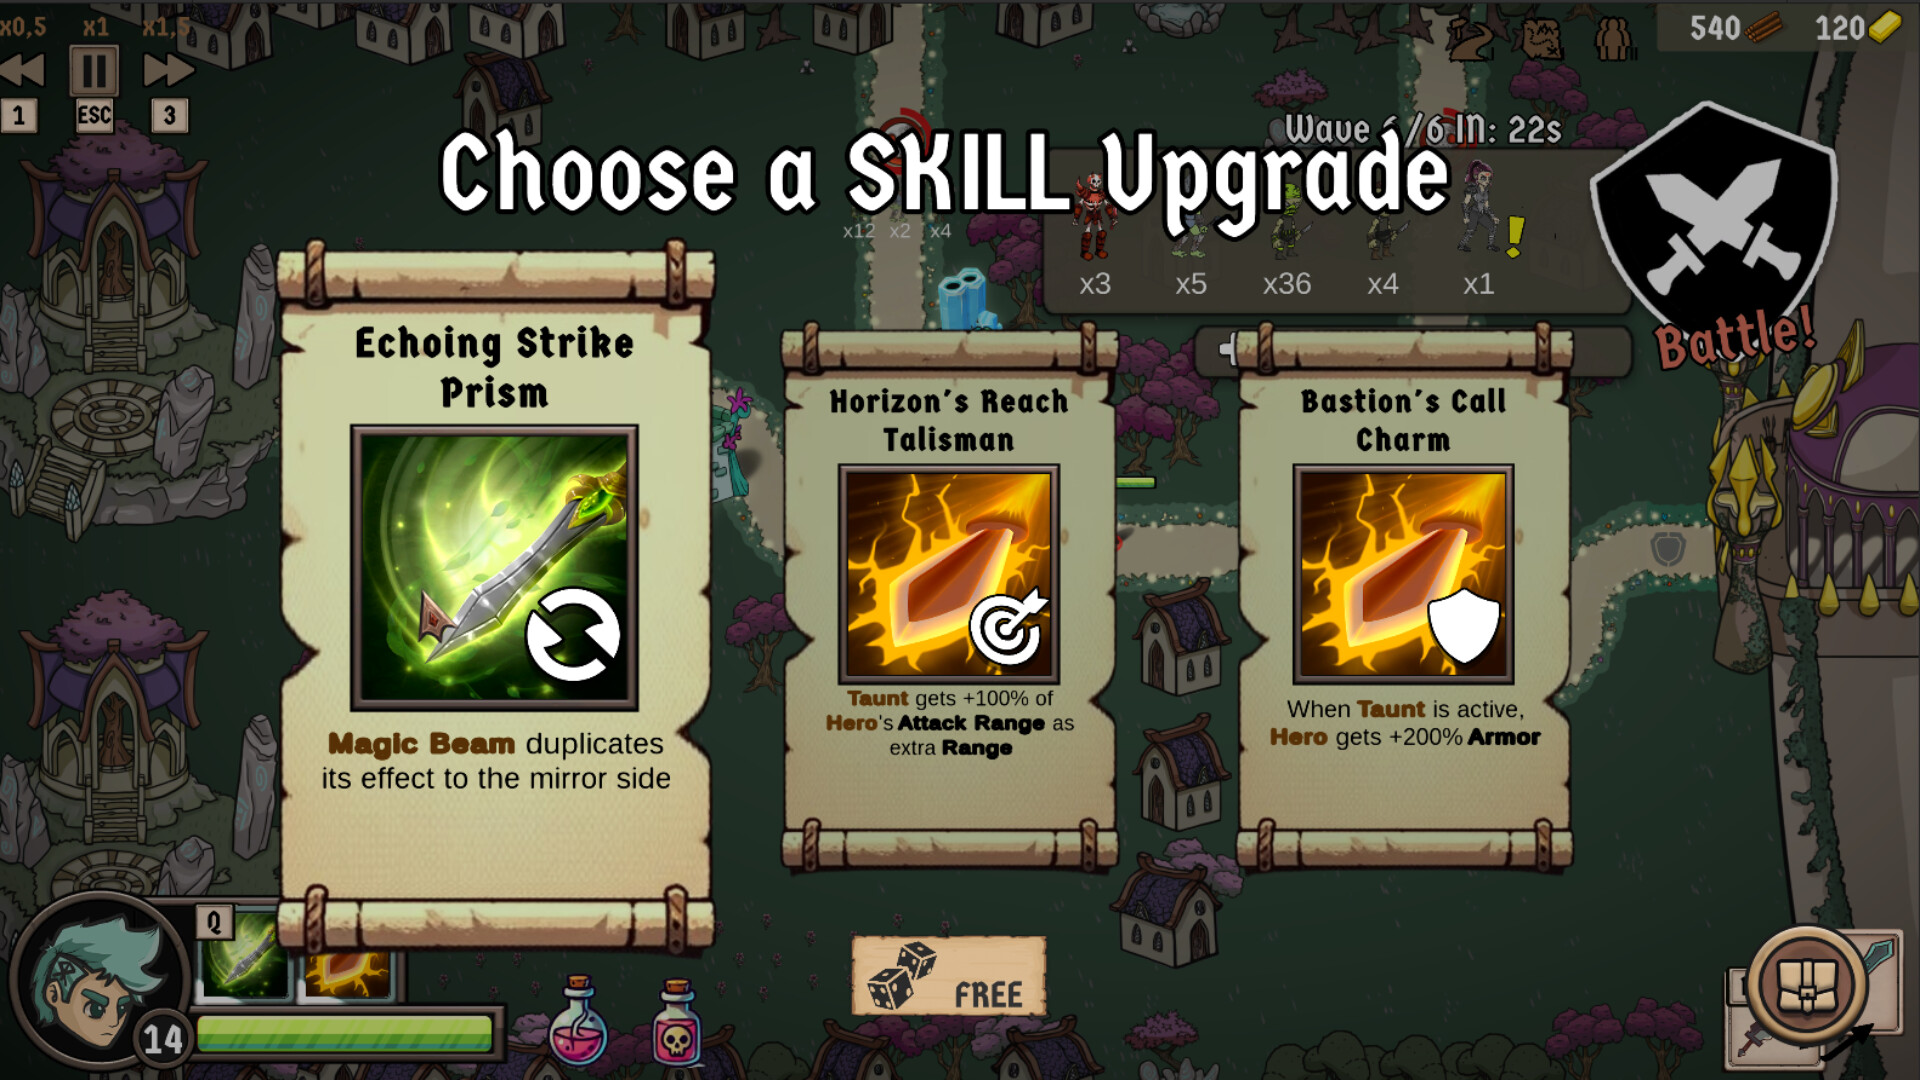 x0,5 x1 x1,5
540 120
1 ESC 3
Wave 6/6 IN: 22s
Choose a SKILL Upgrade
x12 x2 x4
x3 x5 x36 x4 x1
Battle!
Echoing Strike
Prism
Magic Beam duplicates
its effect to the mirror side
Horizon's Reach
Talisman
Taunt gets +100% of
Hero's Attack Range as
extra Range
Bastion's Call
Charm
When Taunt is active,
Hero gets +200% Armor
Q
FREE
14